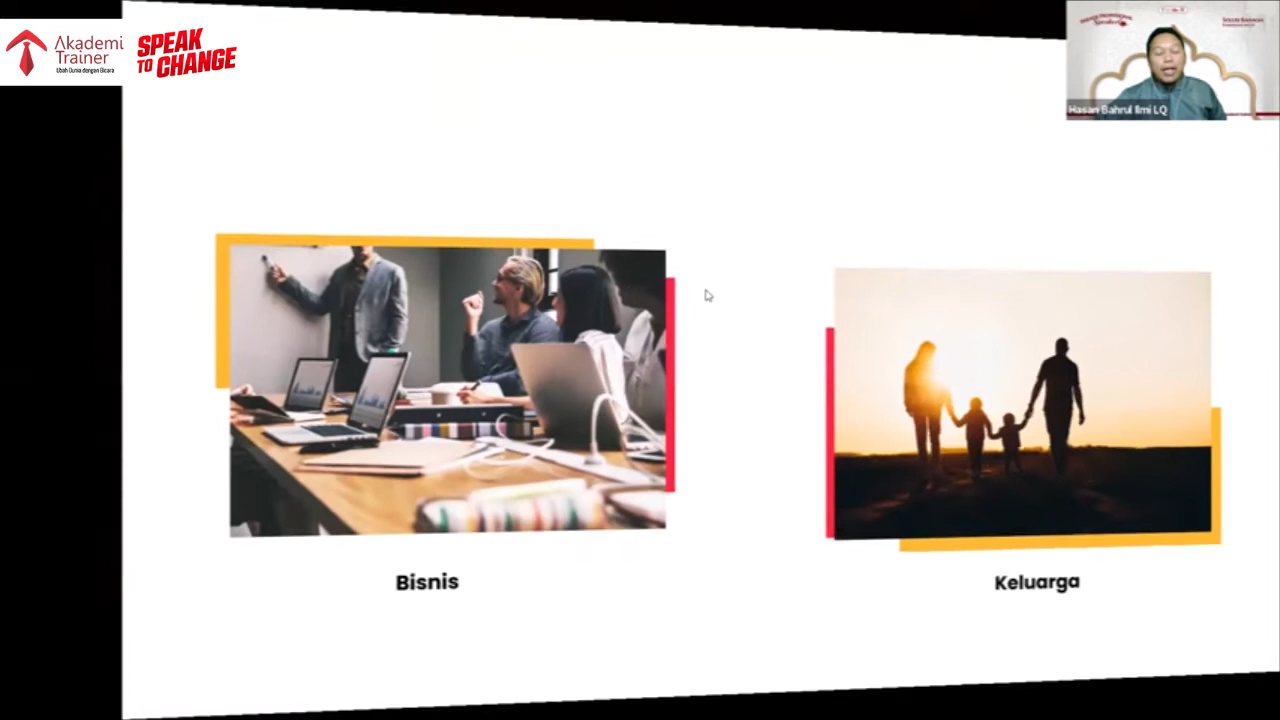 Akademi
Trainer
Ubah Dunia dengan Bicara
SPEAK
TO CHANGE
Hasan Bahrul Ilmi LQ
Bisnis
Keluarga